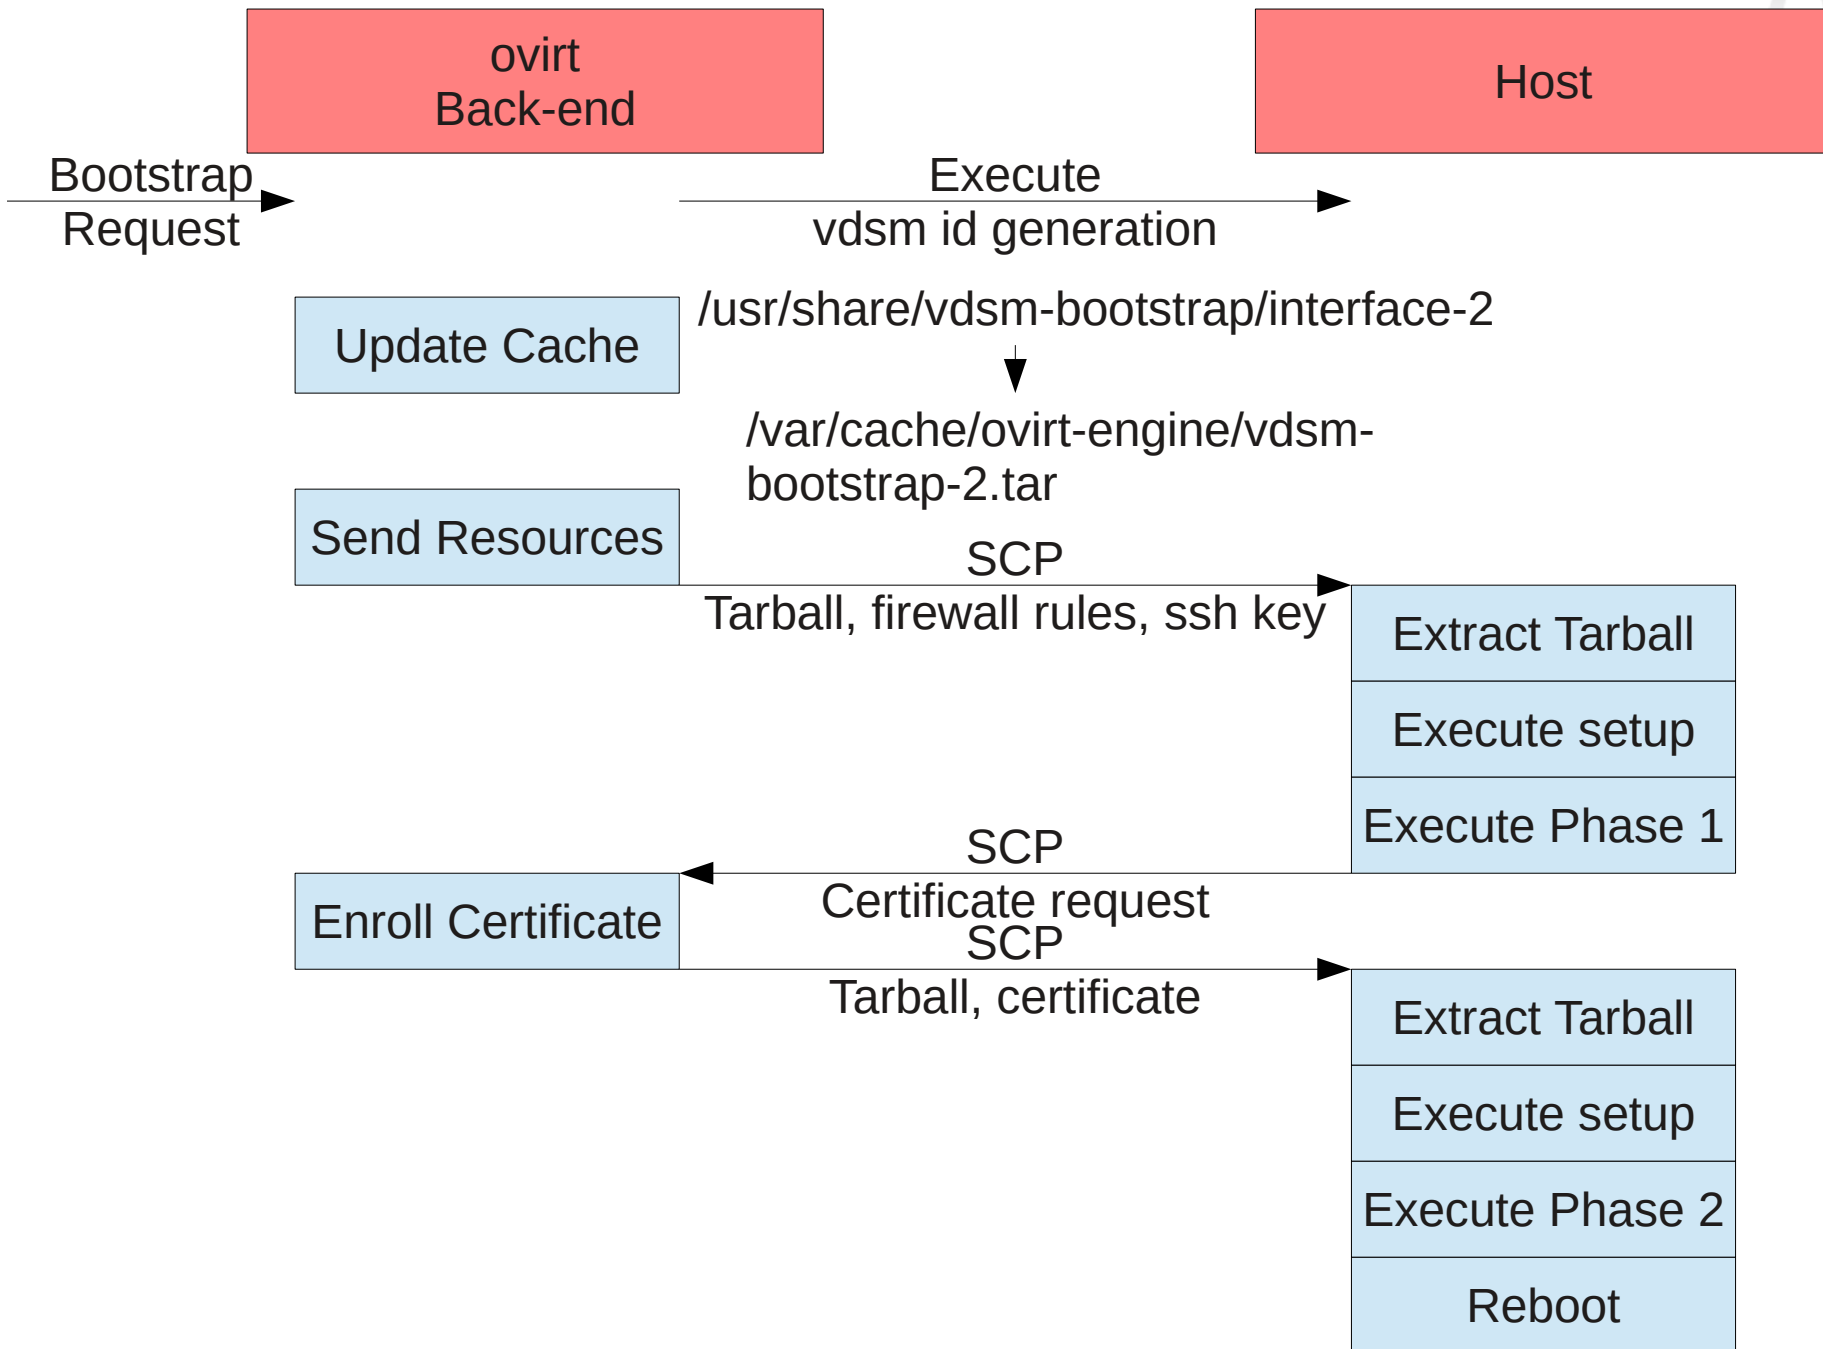 ovirt
Back-end
Host
Bootstrap
Request
Execute
vdsm id generation
Update Cache
/usr/share/vdsm-bootstrap/interface-2
/var/cache/ovirt-engine/vdsm-
bootstrap-2.tar
Send Resources
SCP
Tarball, firewall rules, ssh key
Extract Tarball
Execute setup
Execute Phase 1
SCP
Certificate request
Enroll Certificate
SCP
Tarball, certificate
Extract Tarball
Execute setup
Execute Phase 2
Reboot